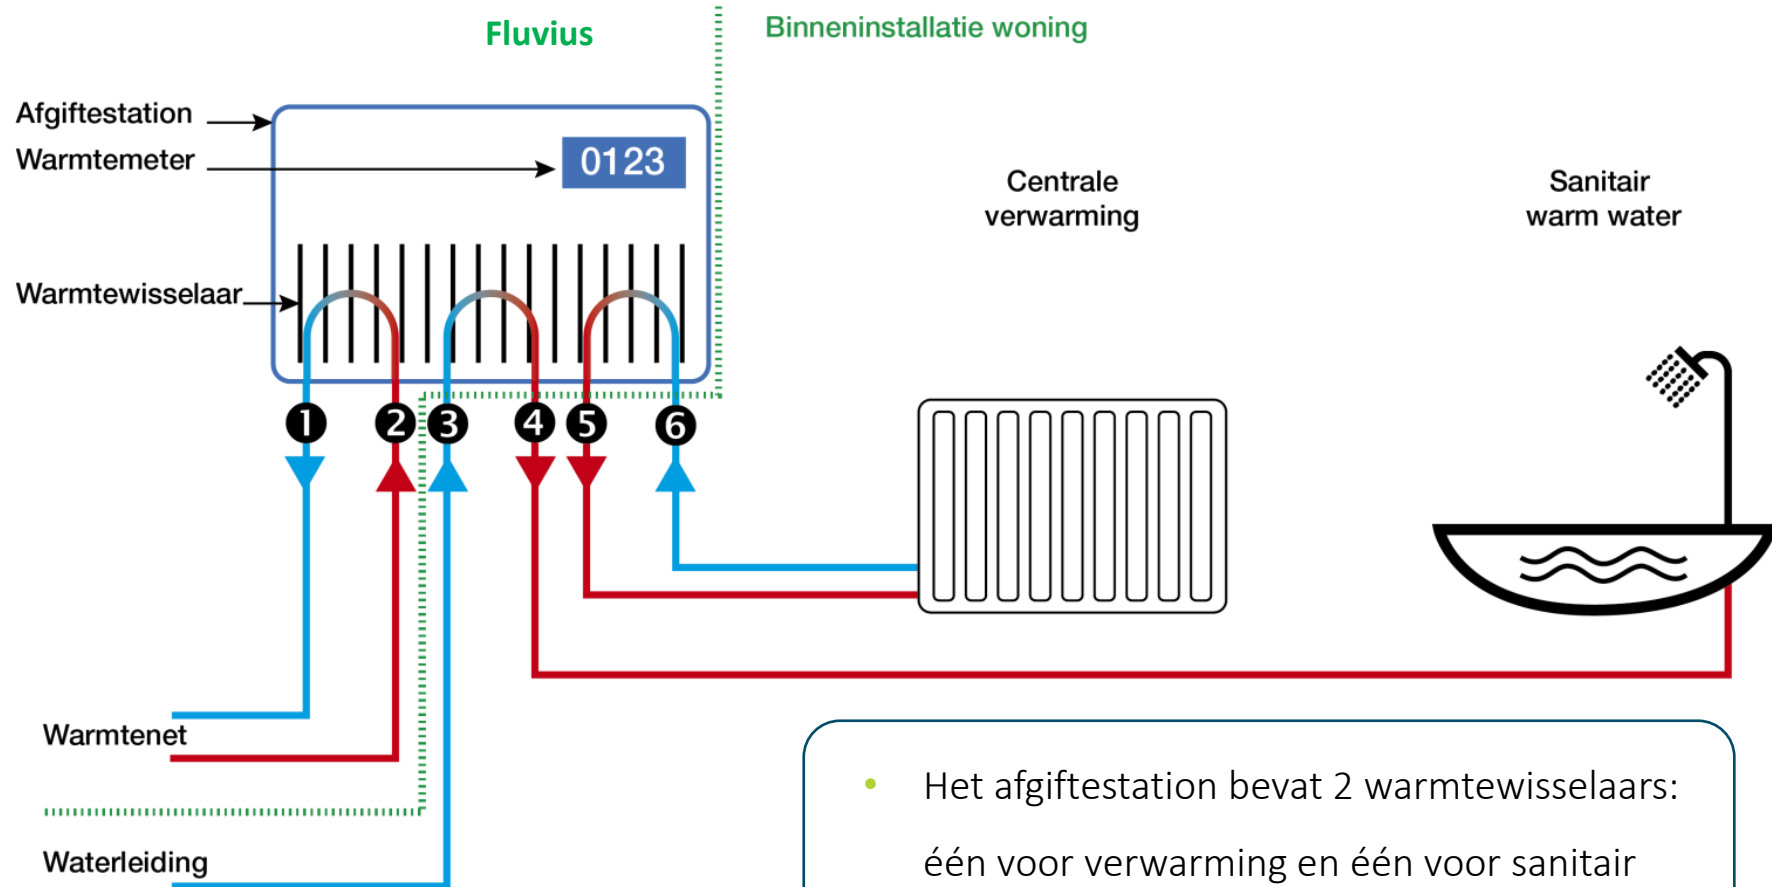 Fluvius
Binneninstallatie woning
Afgiftestation
Warmtemeter
0123
Centrale
verwarming
Sanitair
warm water
Warmtewisselaar
1 2 3 4 5 6
Warmtenet
Waterleiding
• Het afgiftestation bevat 2 warmtewisselaars:
één voor verwarming en één voor sanitair